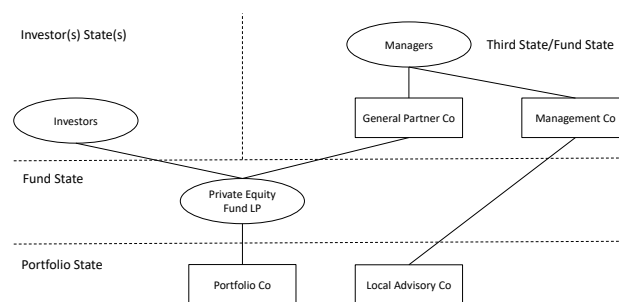 Investor(s) State(s)
Managers
Third State/Fund State
Investors
General Partner Co
Management Co
Fund State
Private Equity
Fund LP
Portfolio State
Portfolio Co
Local Advisory Co